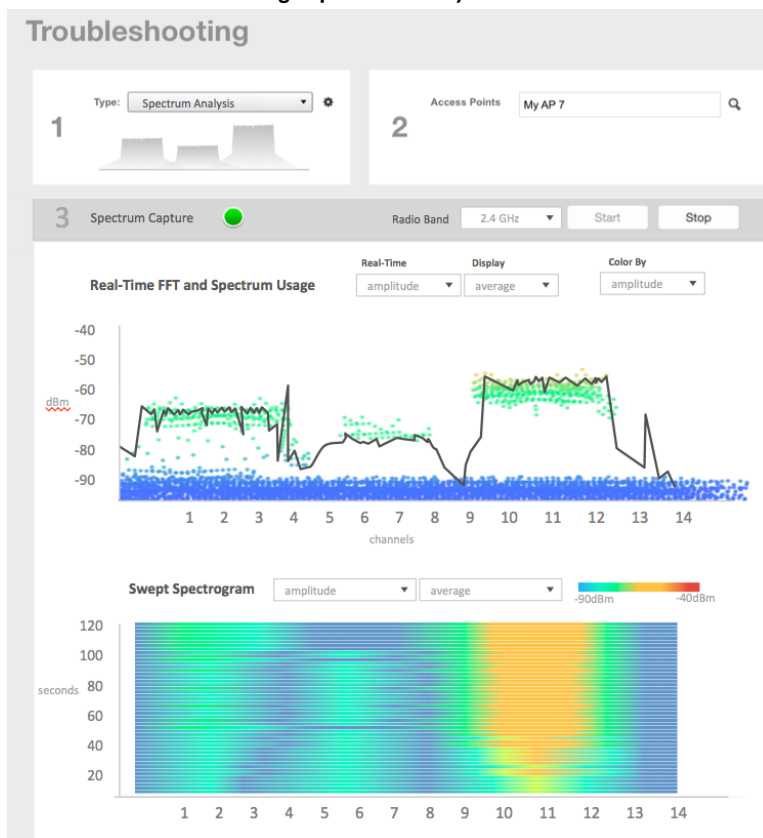 Troubleshooting
1
Type:
Spectrum Analysis
2
Access Points
My AP 7
3
Spectrum Capture
Radio Band
2.4 GHz
Start
Stop
Real-Time FFT and Spectrum Usage
Real-Time
amplitude
Display
average
Color By
amplitude
-40
-50
-60
dBm
-70
-80
-90
1 2 3 4 5 6 7 8 9 10 11 12 13 14
channels
Swept Spectrogram
amplitude
average
-90dBm
-40dBm
120
100
seconds
80
60
40
20
1 2 3 4 5 6 7 8 9 10 11 12 13 14